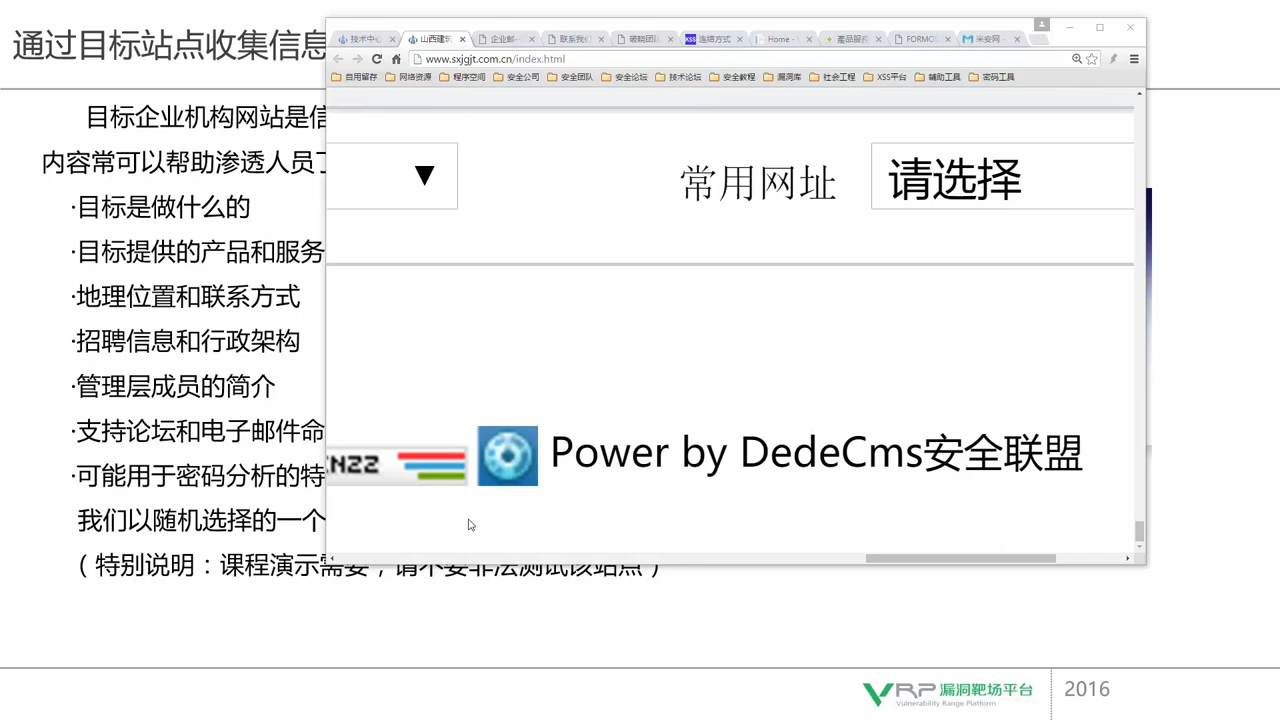 通过目标站点收集信息
技术中心
山西建筑
企业邮
联系我们
破晓团队
XSS
连络方式
Home -
產品服務
FORMOS
米安网 -
www.sxjgjt.com.cn/index.html
自用留存 网络资源 程序空间 安全公司 安全团队 安全论坛 技术论坛 安全教程 漏洞库 社会工程 XSS平台 辅助工具 密码工具
目标企业机构网站是信
内容常可以帮助渗透人员了
·目标是做什么的
·目标提供的产品和服务
·地理位置和联系方式
·招聘信息和行政架构
·管理层成员的简介
·支持论坛和电子邮件命
·可能用于密码分析的特
我们以随机选择的一个
（特别说明：课程演示需要，请不要非法测试该站点）
▼
常用网址
请选择
CNZZ
Power by DedeCms安全联盟
VRP 漏洞靶场平台
Vulnerability Range Platform
2016